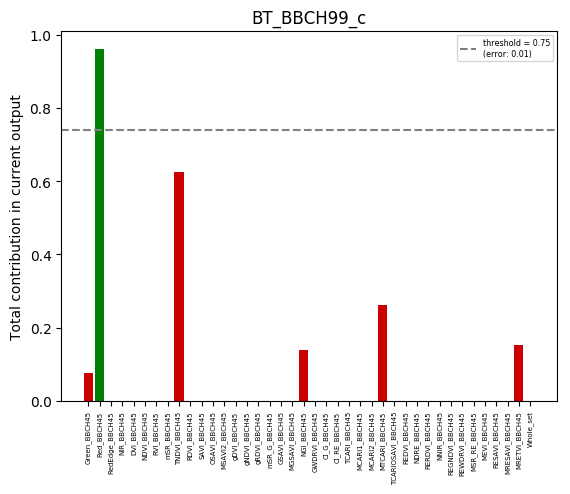 BT_BBCH99_c
threshold = 0.75
(error: 0.01)
Total contribution in current output
1.0
0.8
0.6
0.4
0.2
0.0
Green_BBCH45
Red_BBCH45
RedEdge_BBCH45
NIR_BBCH45
DVI_BBCH45
NDVI_BBCH45
RVI_BBCH45
mSR_BBCH45
TNDVI_BBCH45
RDVI_BBCH45
SAVI_BBCH45
OSAVI_BBCH45
MSAVI2_BBCH45
gDVI_BBCH45
gNDVI_BBCH45
gRDVI_BBCH45
mSR_G_BBCH45
GSAVI_BBCH45
MGSAVI_BBCH45
NGI_BBCH45
GWDRVI_BBCH45
CI_G_BBCH45
CI_RE_BBCH45
TCARI_BBCH45
MCARI1_BBCH45
MCARI2_BBCH45
MTCARI_BBCH45
TCARIOSAVI_BBCH45
REDVI_BBCH45
NDRE_BBCH45
RERDVI_BBCH45
NNIR_BBCH45
REGNDVI_BBCH45
REWDRVI_BBCH45
MSR_RE_BBCH45
MEVI_BBCH45
RESAVI_BBCH45
MRESAVI_BBCH45
MRETVI_BBCH45
Whole_set